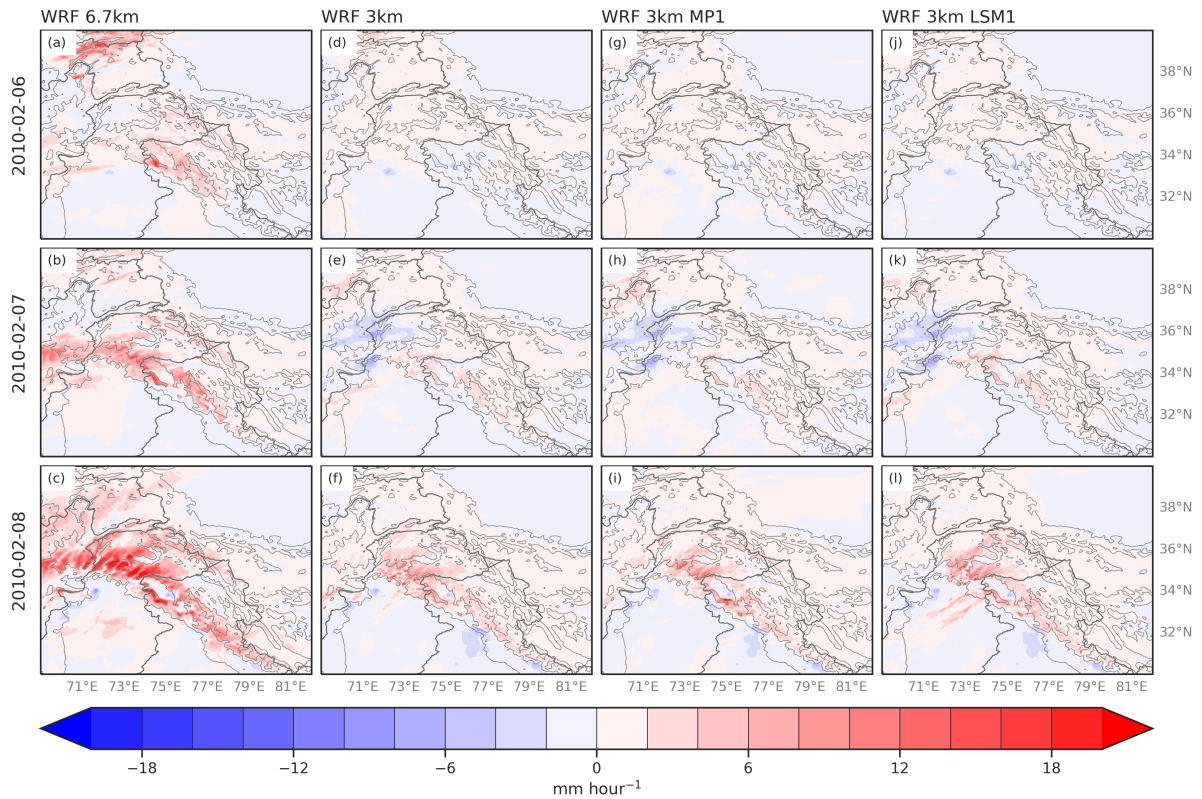 WRF 6.7km WRF 3km WRF 3km MP1 WRF 3km LSM1
2010-02-06
(a) (d) (g) (j)
38°N
36°N
34°N
32°N
2010-02-07
(b) (e) (h) (k)
38°N
36°N
34°N
32°N
2010-02-08
(c) (f) (i) (l)
38°N
36°N
34°N
32°N
71°E 73°E 75°E 77°E 79°E 81°E 71°E 73°E 75°E 77°E 79°E 81°E 71°E 73°E 75°E 77°E 79°E 81°E 71°E 73°E 75°E 77°E 79°E 81°E
−18 −12 −6 0 6 12 18
mm hour⁻¹